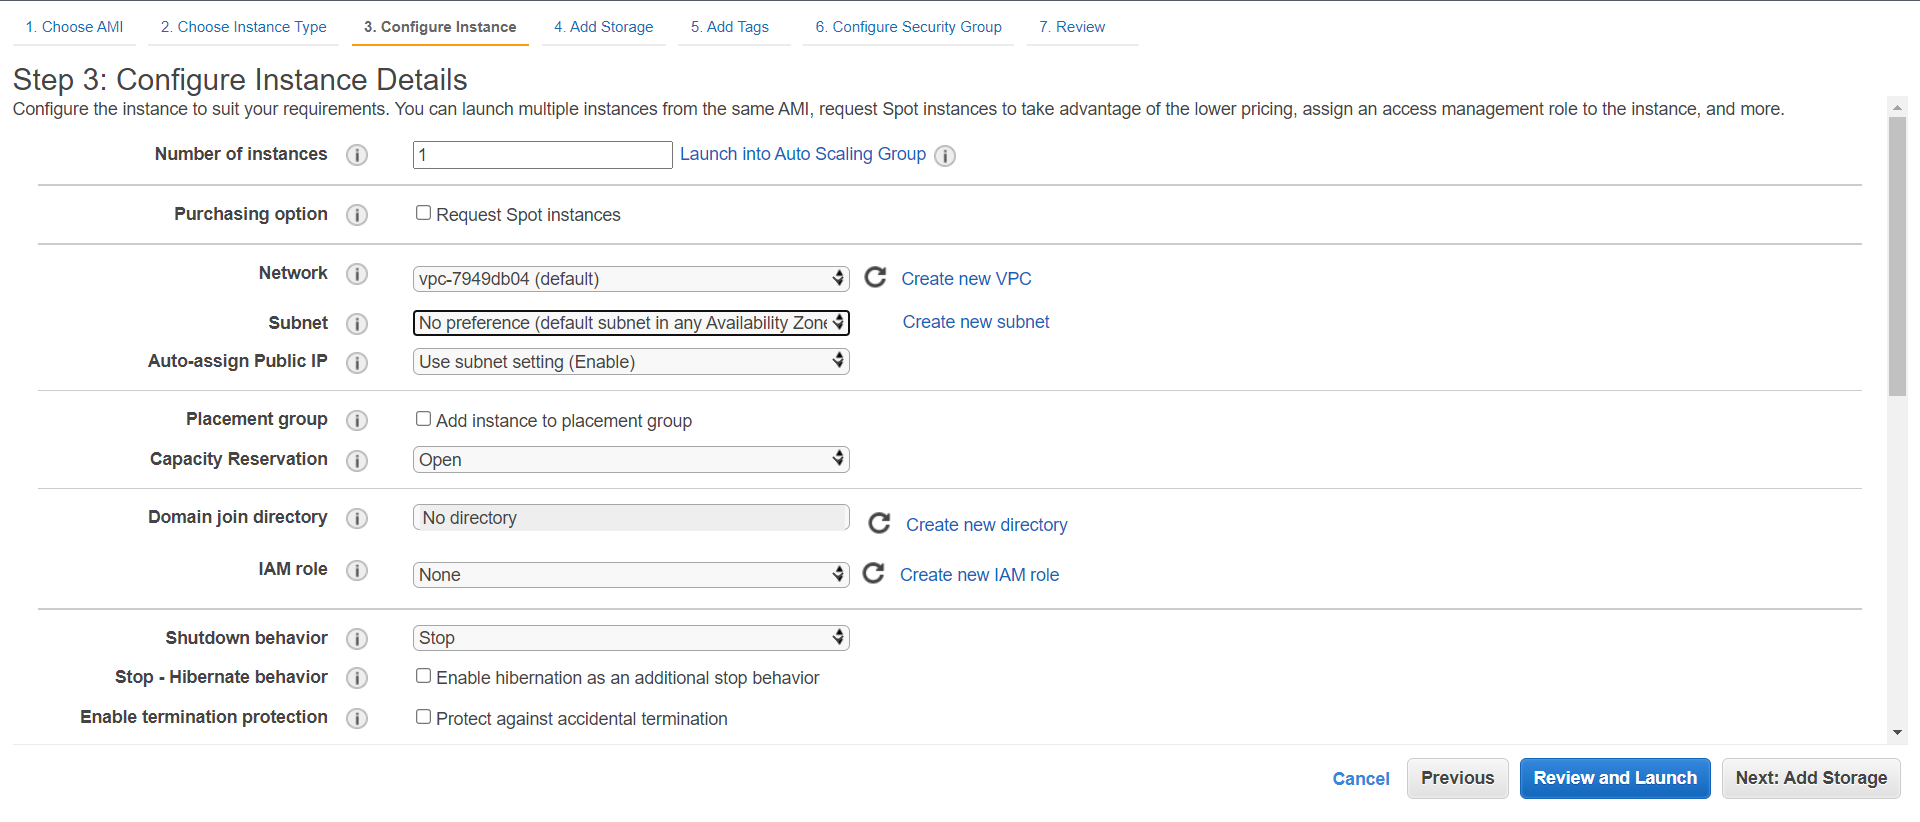 1. Choose AMI 2. Choose Instance Type 3. Configure Instance 4. Add Storage 5. Add Tags 6. Configure Security Group 7. Review
Step 3: Configure Instance Details
Configure the instance to suit your requirements. You can launch multiple instances from the same AMI, request Spot instances to take advantage of the lower pricing, assign an access management role to the instance, and more.
Number of instances 1 Launch into Auto Scaling Group
Purchasing option Request Spot instances
Network vpc-7949db04 (default) Create new VPC
Subnet No preference (default subnet in any Availability Zone Create new subnet
Auto-assign Public IP Use subnet setting (Enable)
Placement group Add instance to placement group
Capacity Reservation Open
Domain join directory No directory Create new directory
IAM role None Create new IAM role
Shutdown behavior Stop
Stop - Hibernate behavior Enable hibernation as an additional stop behavior
Enable termination protection Protect against accidental termination
Cancel Previous Review and Launch Next: Add Storage